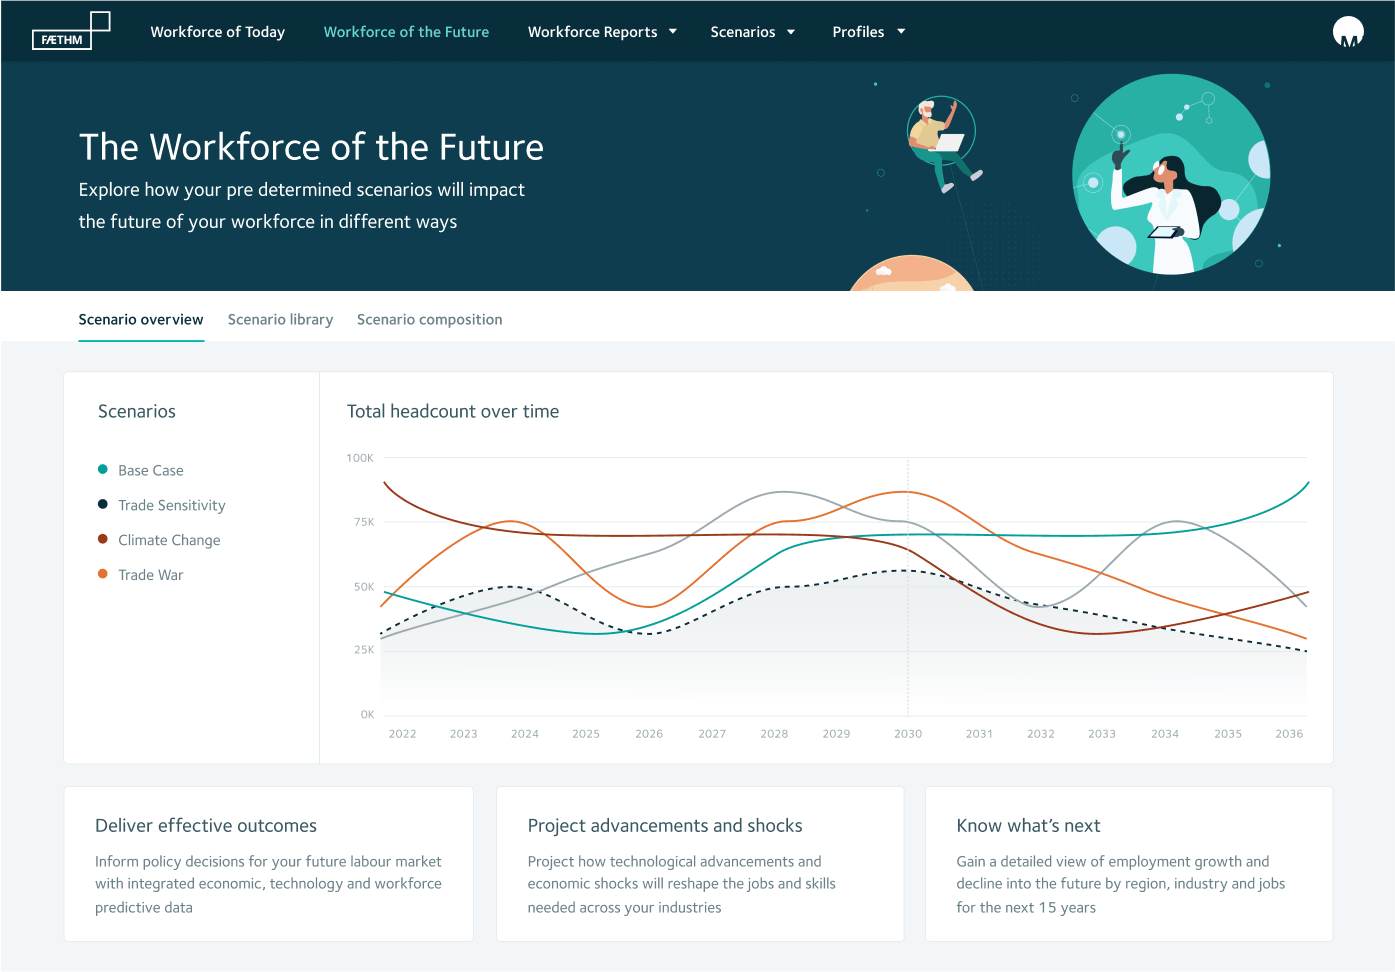 FÆTHM
Workforce of Today
Workforce of the Future
Workforce Reports
Scenarios
Profiles
M
The Workforce of the Future
Explore how your pre determined scenarios will impact
the future of your workforce in different ways
Scenario overview
Scenario library
Scenario composition
Scenarios
Base Case
Trade Sensitivity
Climate Change
Trade War
Total headcount over time
100K
75K
50K
25K
0K
2022 2023 2024 2025 2026 2027 2028 2029 2030 2031 2032 2033 2034 2035 2036
Deliver effective outcomes
Inform policy decisions for your future labour market
with integrated economic, technology and workforce
predictive data
Project advancements and shocks
Project how technological advancements and
economic shocks will reshape the jobs and skills
needed across your industries
Know what’s next
Gain a detailed view of employment growth and
decline into the future by region, industry and jobs
for the next 15 years